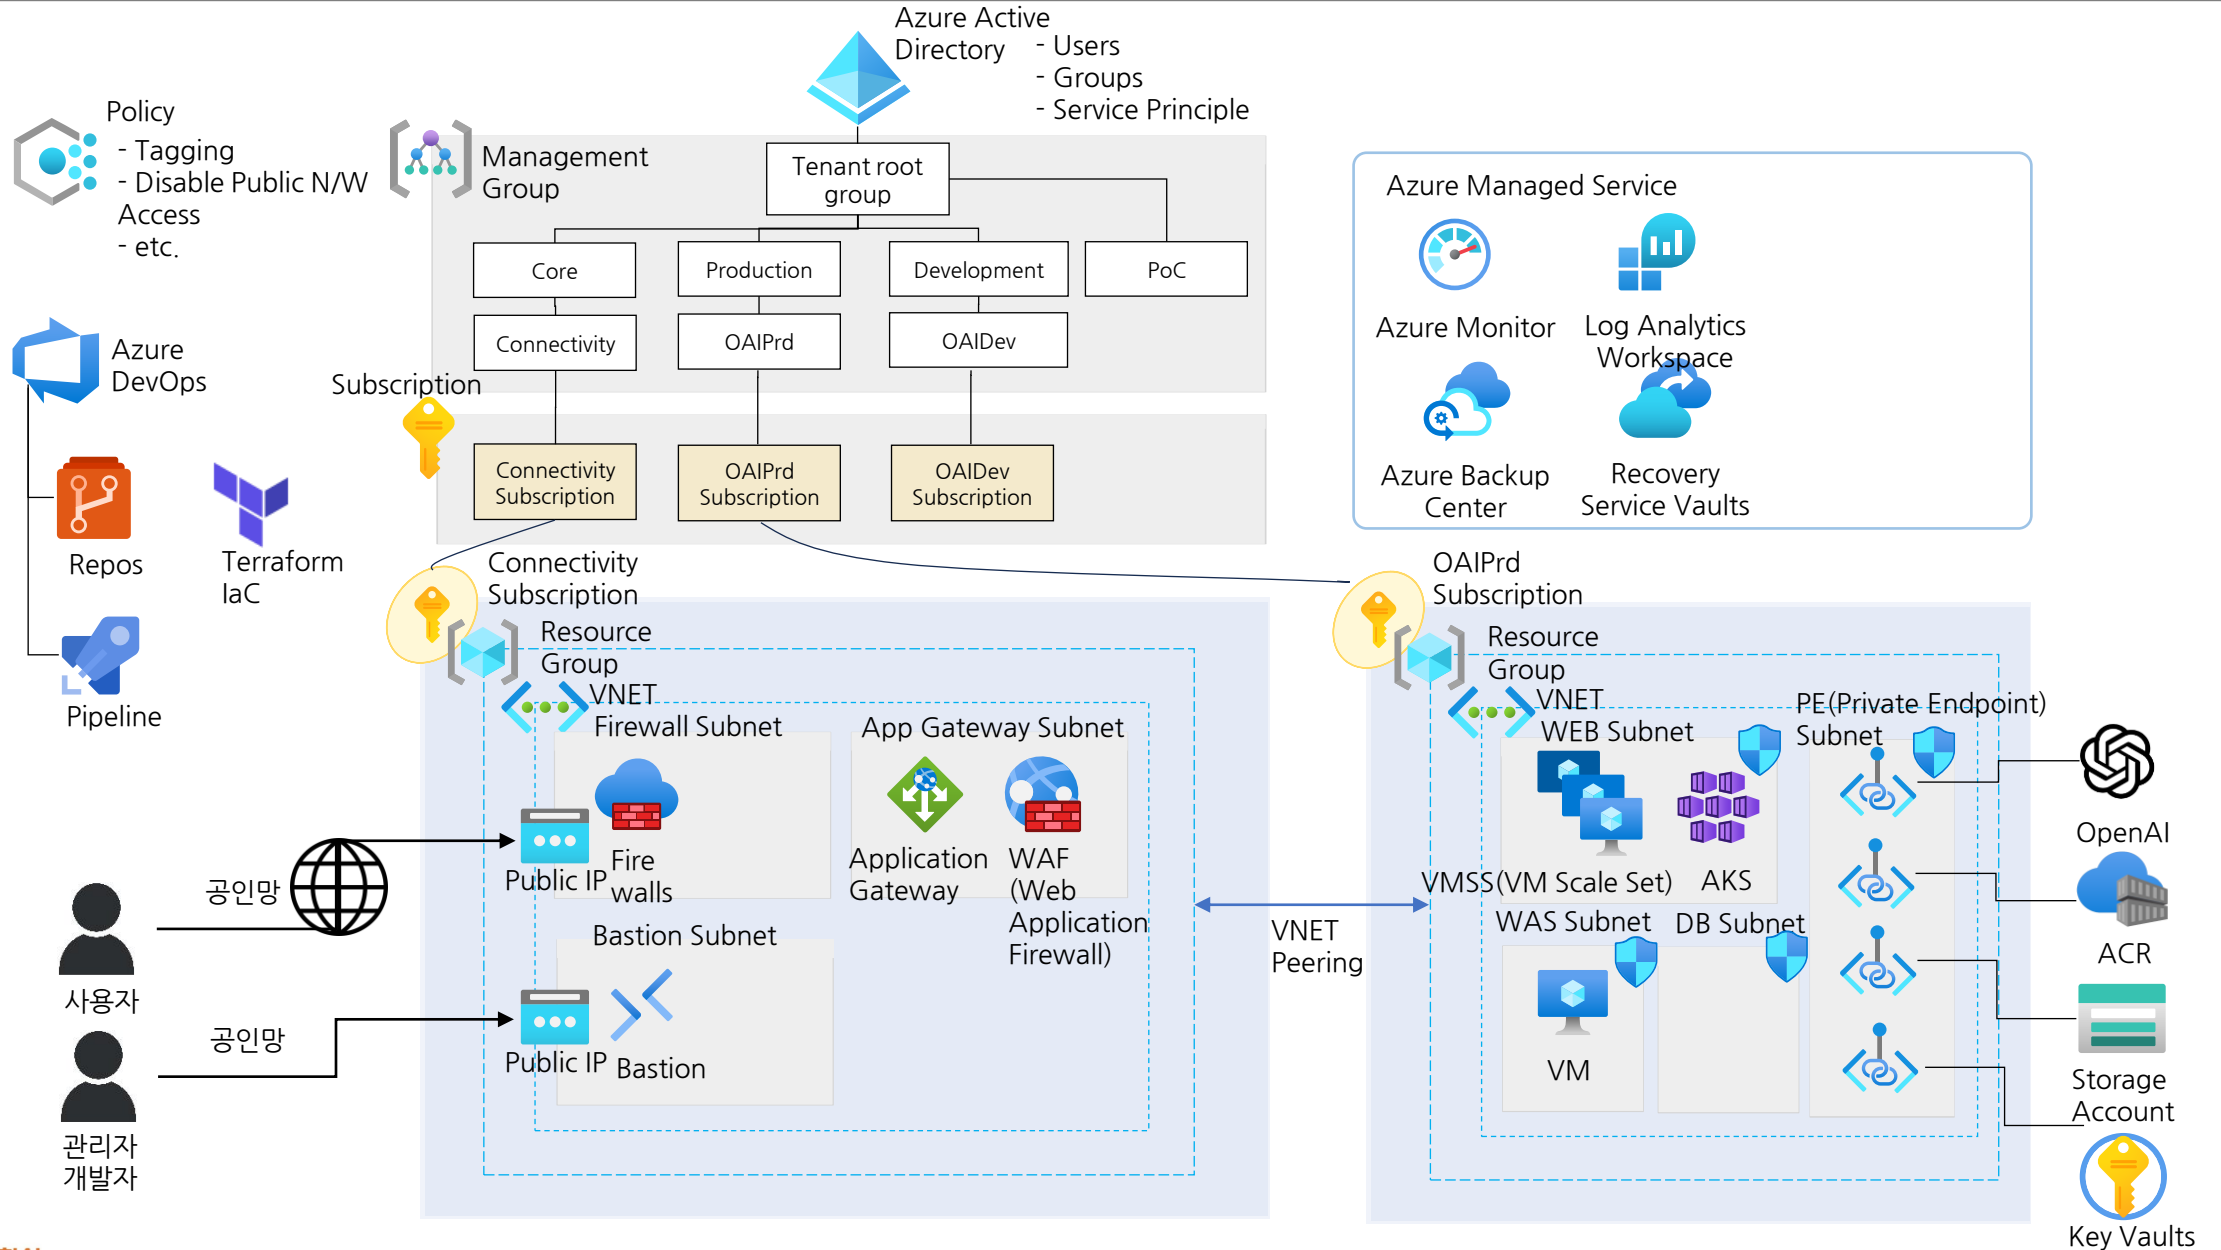 Azure Active
Directory
- Users
- Groups
- Service Principle
Policy
- Tagging
- Disable Public N/W
Access
- etc.
Management
Group
Tenant root
group
Core
Production
Development
PoC
Connectivity
OAIPrd
OAIDev
Azure Managed Service
Azure Monitor
Log Analytics
Workspace
Azure Backup
Center
Recovery
Service Vaults
Azure
DevOps
Repos
Terraform
IaC
Pipeline
Subscription
Connectivity
Subscription
OAIPrd
Subscription
OAIDev
Subscription
Connectivity
Subscription
Resource
Group
VNET
Firewall Subnet
App Gateway Subnet
Public IP
Fire
walls
Application
Gateway
WAF
(Web
Application
Firewall)
Bastion Subnet
Public IP
Bastion
공인망
사용자
공인망
관리자
개발자
VNET
Peering
OAIPrd
Subscription
Resource
Group
VNET
WEB Subnet
PE(Private Endpoint)
Subnet
VMSS(VM Scale Set)
AKS
WAS Subnet
DB Subnet
VM
OpenAI
ACR
Storage
Account
Key Vaults